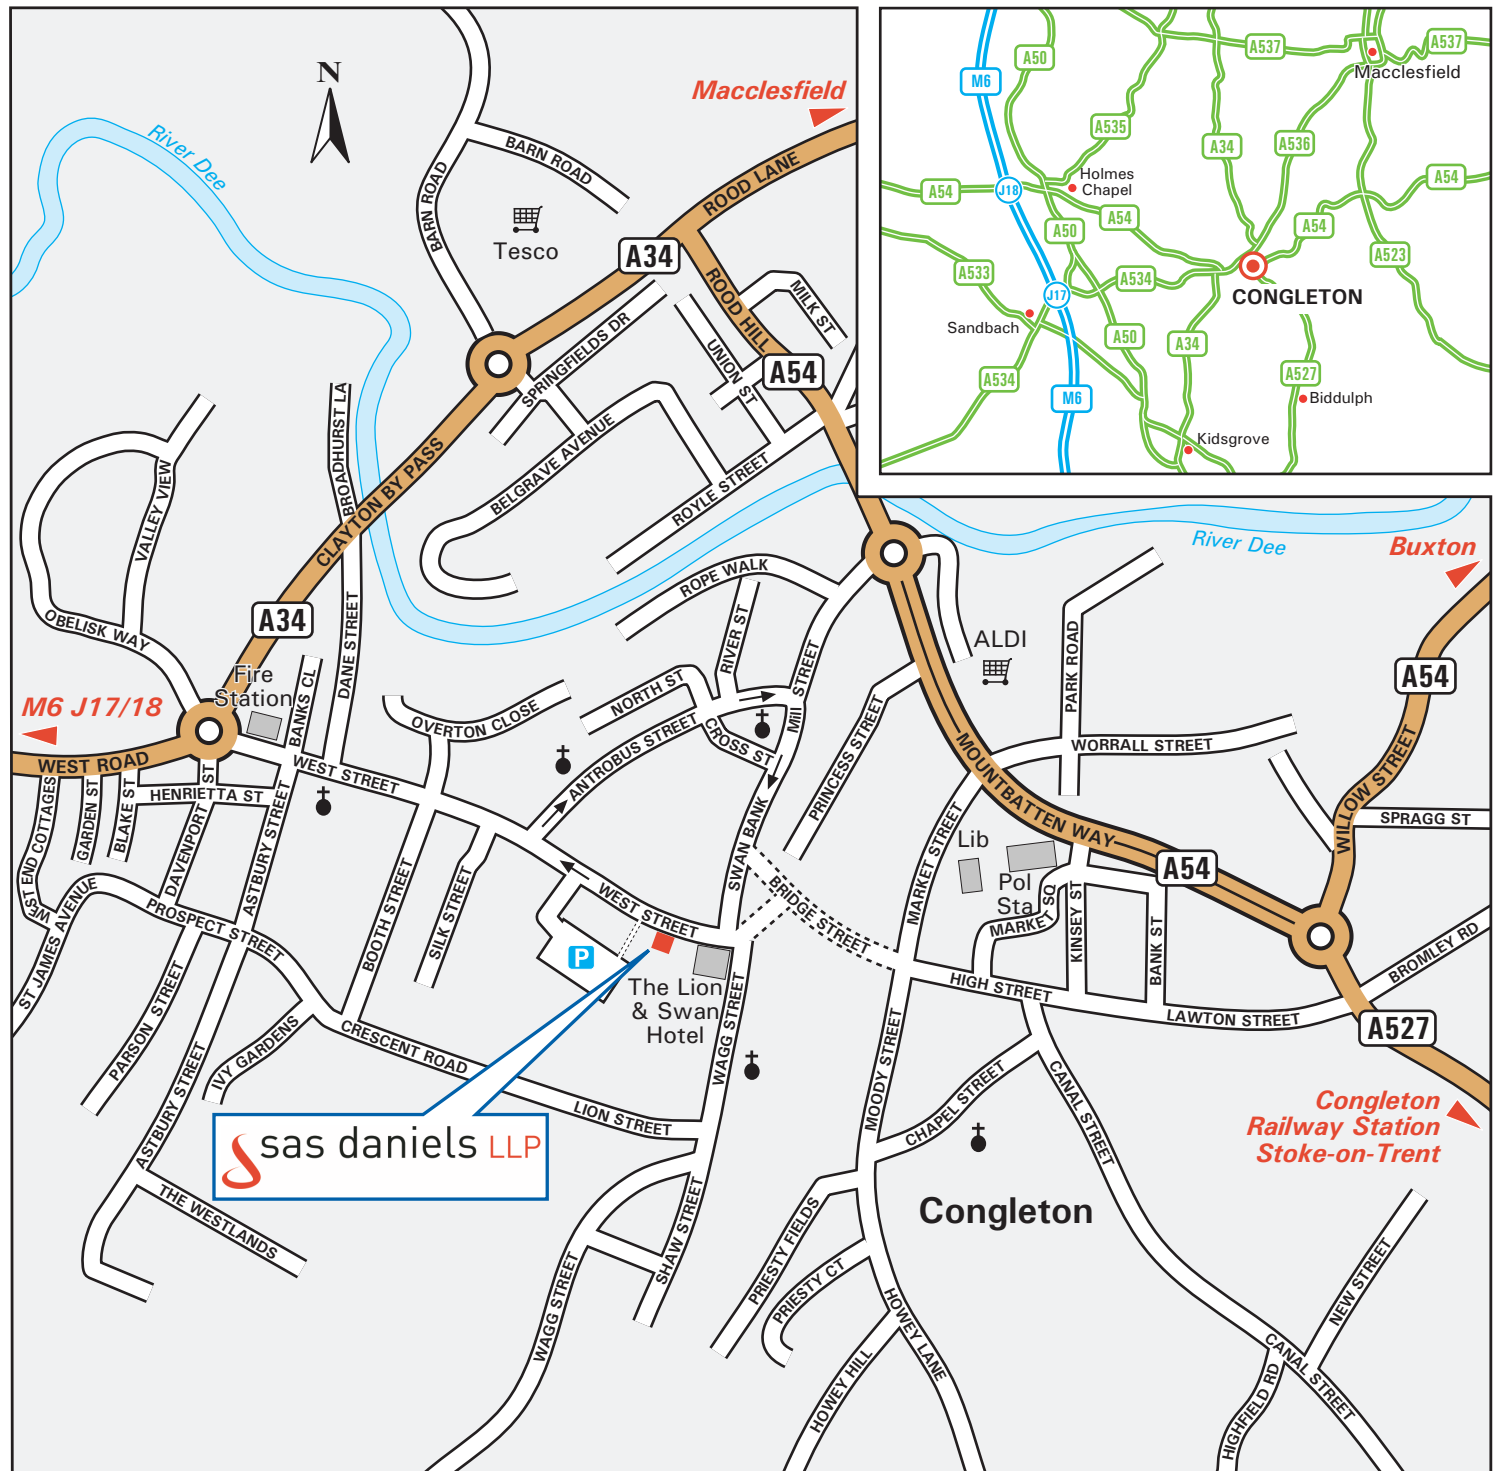 N
River Dee
Macclesfield
BARN ROAD
BARN ROAD
Tesco
ROOD LANE
A34
ROOD HILL
MILK ST
SPRINGFIELDS DR
UNION ST
A54
BROADHURST LA
BELGRAVE AVENUE
ROYLE STREET
CLAYTON BY PASS
VALLEY VIEW
OBELISK WAY
A34
DANE STREET
Fire
Station
BANKS CL
M6 J17/18
WEST ROAD
ROPE WALK
RIVER ST
NORTH ST
OVERTON CLOSE
Mill STREET
CROSS ST
ANTROBUS STREET
WEST STREET
HENRIETTA ST
WEST END COTTAGES
GARDEN ST
BLAKE ST
DAVENPORT ST
ASTBURY STREET
PRINCESS STREET
SWAN BANK
BRIDGE STREET
WEST STREET
BOOTH STREET
SILK STREET
WEST
ST JAMES AVENUE
PROSPECT STREET
P
The Lion
& Swan
Hotel
WAGG STREET
PARSON STREET
ASTBURY STREET
IVY GARDENS
CRESCENT ROAD
LION STREET
sas daniels LLP
THE WESTLANDS
SHAW STREET
WAGG STREET
River Dee
Buxton
ALDI
PARK ROAD
WORRALL STREET
A54
MOUNTBATTEN WAY
WILLOW STREET
SPRAGG ST
MARKET STREET
Lib
Pol
Sta
A54
MARKET SQ
KINSEY ST
BANK ST
HIGH STREET
LAWTON STREET
BROMLEY RD
A527
MOODY STREET
CHAPEL STREET
CANAL STREET
Congleton
Railway Station
Stoke-on-Trent
Congleton
PRIESTY FIELDS
PRIESTY CT
HOWEY LANE
HOWEY HILL
NEW STREET
CANAL STREET
HIGHFIELD RD
A50
A537
A537
M6
Macclesfield
A535
A34
A536
Holmes
Chapel
A54
J18
A54
A54
A50
A54
A533
A534
A523
J17
CONGLETON
Sandbach
A50
A34
A534
M6
A527
Biddulph
Kidsgrove